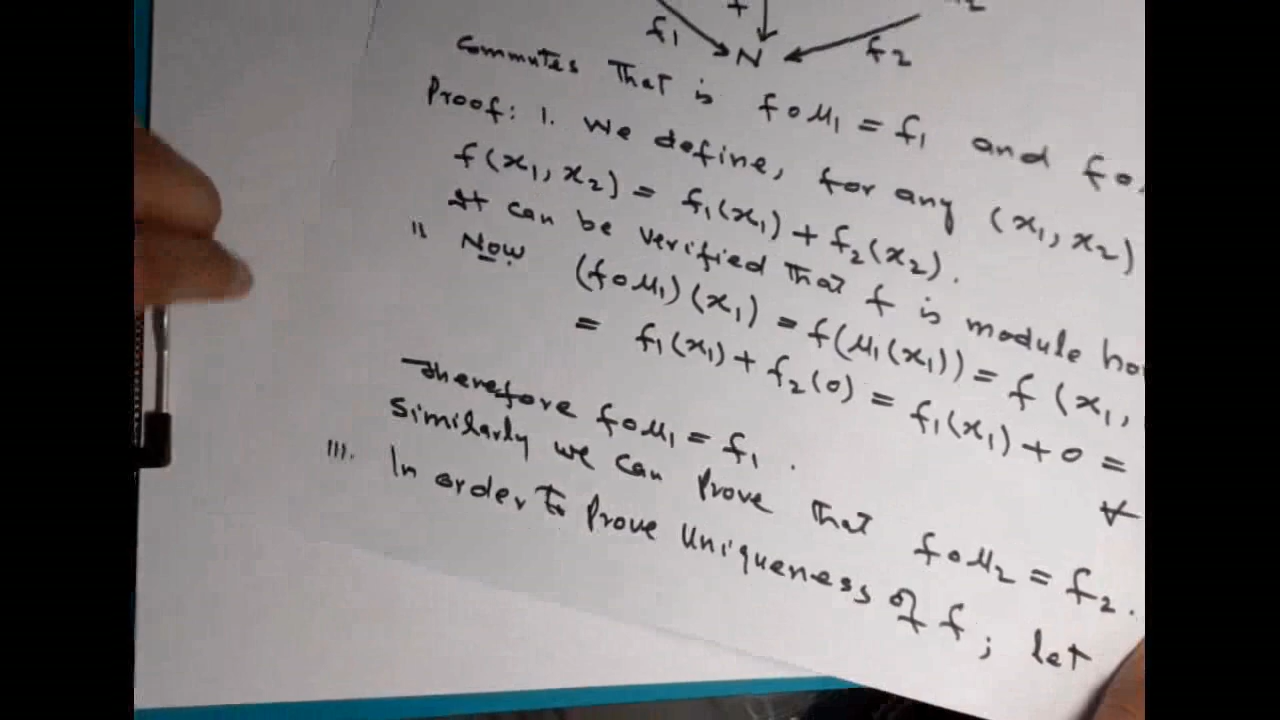 f1 N f2
commutes That is f∘μ1 = f1 and f∘
Proof: 1. We define, for any (x1, x2)
f(x1, x2) = f1(x1) + f2(x2).
It can be verified that f is module
11 Now (f∘μ1)(x1) = f(μ1(x1)) = f(x1,
= f1(x1) + f2(0) = f1(x1) + 0 =
Therefore f∘μ1 = f1. ∀
Similarly we can Prove That f∘μ2 = f2.
111. In order to Prove Uniqueness of f; let